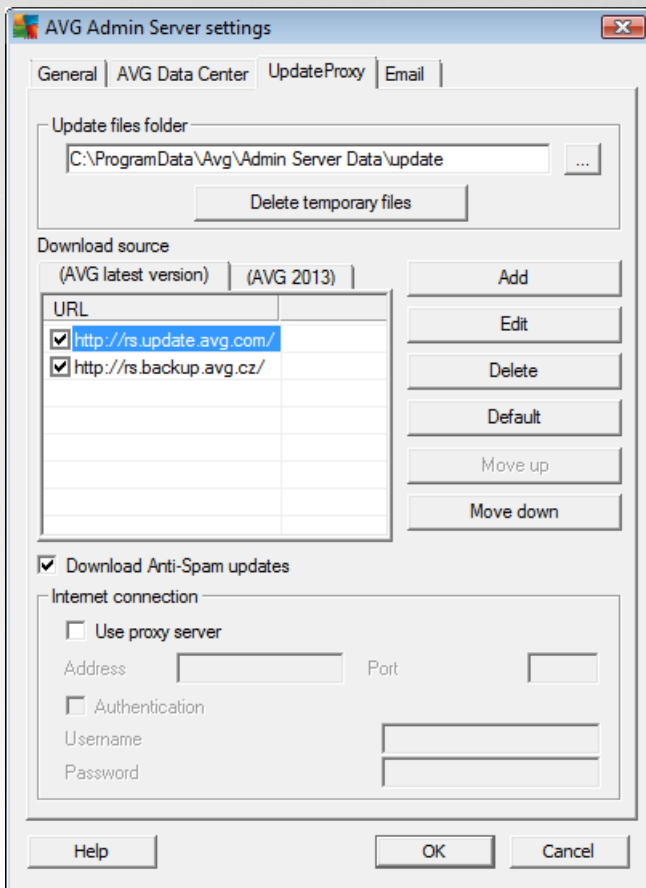 AVG Admin Server settings
General AVG Data Center UpdateProxy Email
Update files folder
C:\ProgramData\Avg\Admin Server Data\update ...
Delete temporary files
Download source
(AVG latest version) (AVG 2013)
Add
URL
Edit
http://rs.update.avg.com/
http://rs.backup.avg.cz/
Delete
Default
Move up
Move down
Download Anti-Spam updates
Internet connection
Use proxy server
Address Port
Authentication
Username
Password
Help OK Cancel